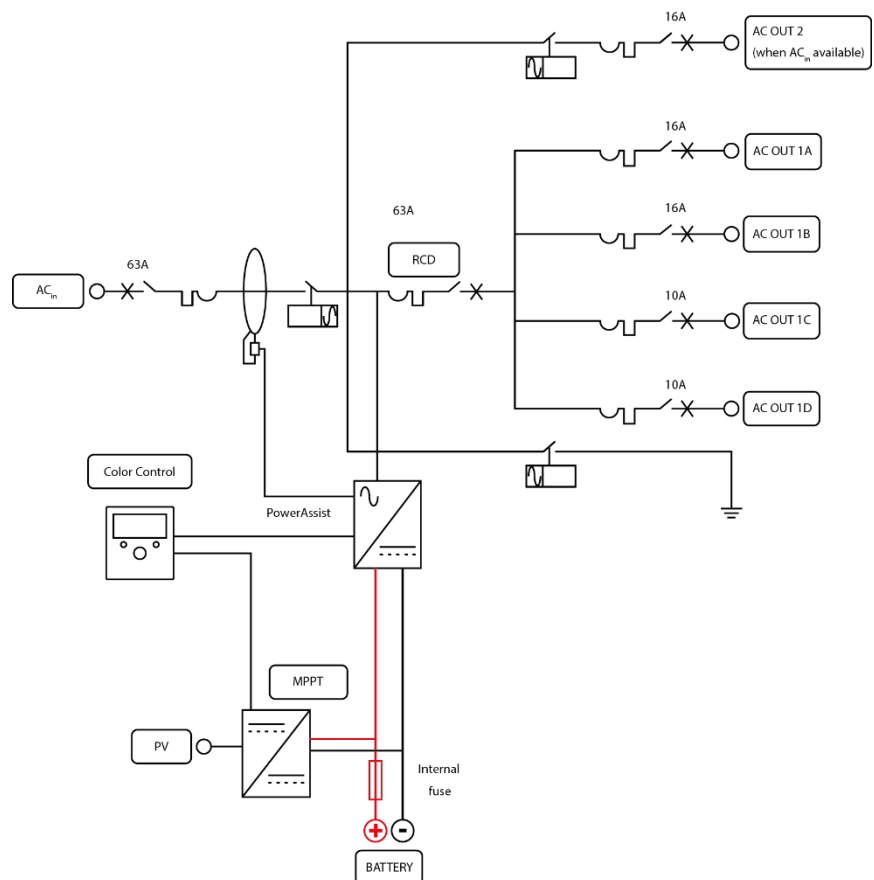 16A
AC OUT 2
(when ACin available)
16A
AC OUT 1A
63A
16A
AC OUT 1B
RCD
63A
ACin
10A
AC OUT 1C
10A
AC OUT 1D
Color Control
PowerAssist
MPPT
PV
Internal
fuse
+ -
BATTERY